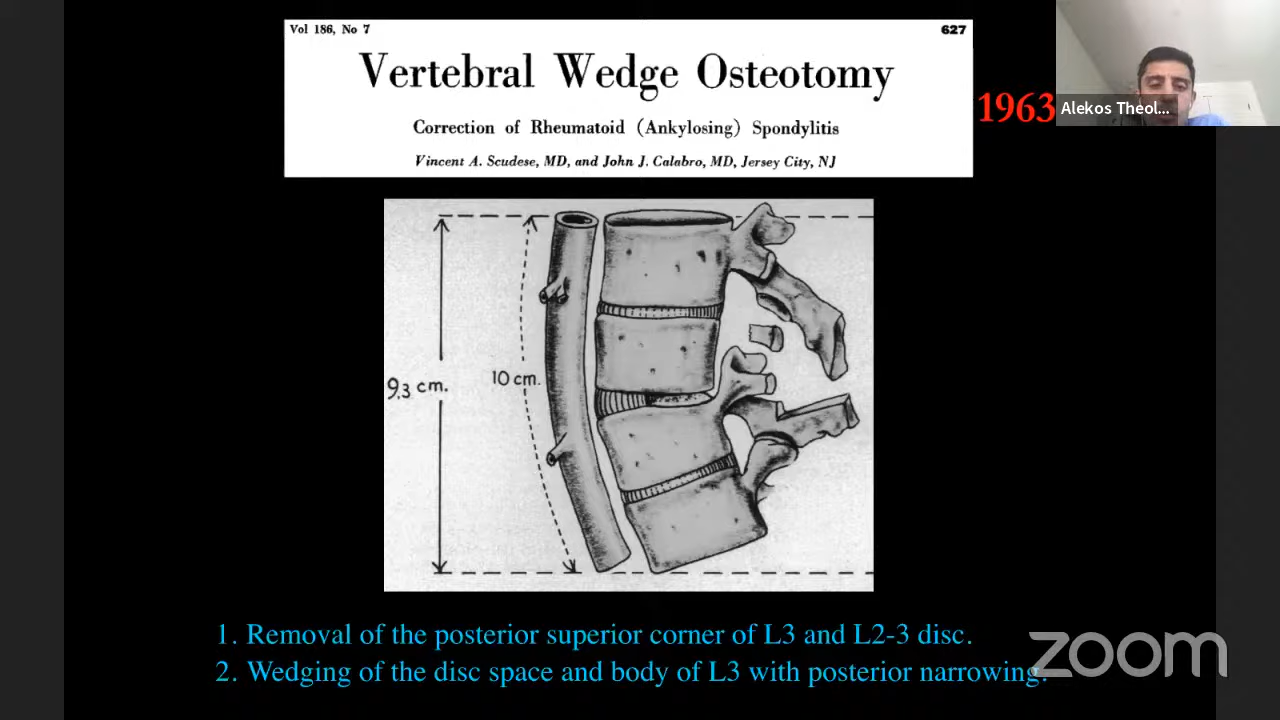 Vol 186, No 7
627
Vertebral Wedge Osteotomy
Correction of Rheumatoid (Ankylosing) Spondylitis
Vincent A. Scudese, MD, and John J. Calabro, MD, Jersey City, NJ
1963
Alekos Theol...
9.3 cm.
10 cm.
1. Removal of the posterior superior corner of L3 and L2-3 disc.
2. Wedging of the disc space and body of L3 with posterior narrowing.
zoom